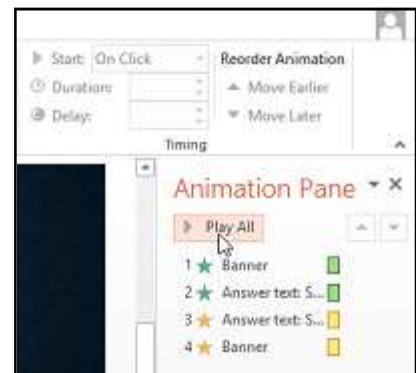 Start: On Click
Duration:
Delay:
Reorder Animation
Move Earlier
Move Later
Timing
Animation Pane
Play All
1 Banner
2 Answer text: S...
3 Answer text: S...
4 Banner